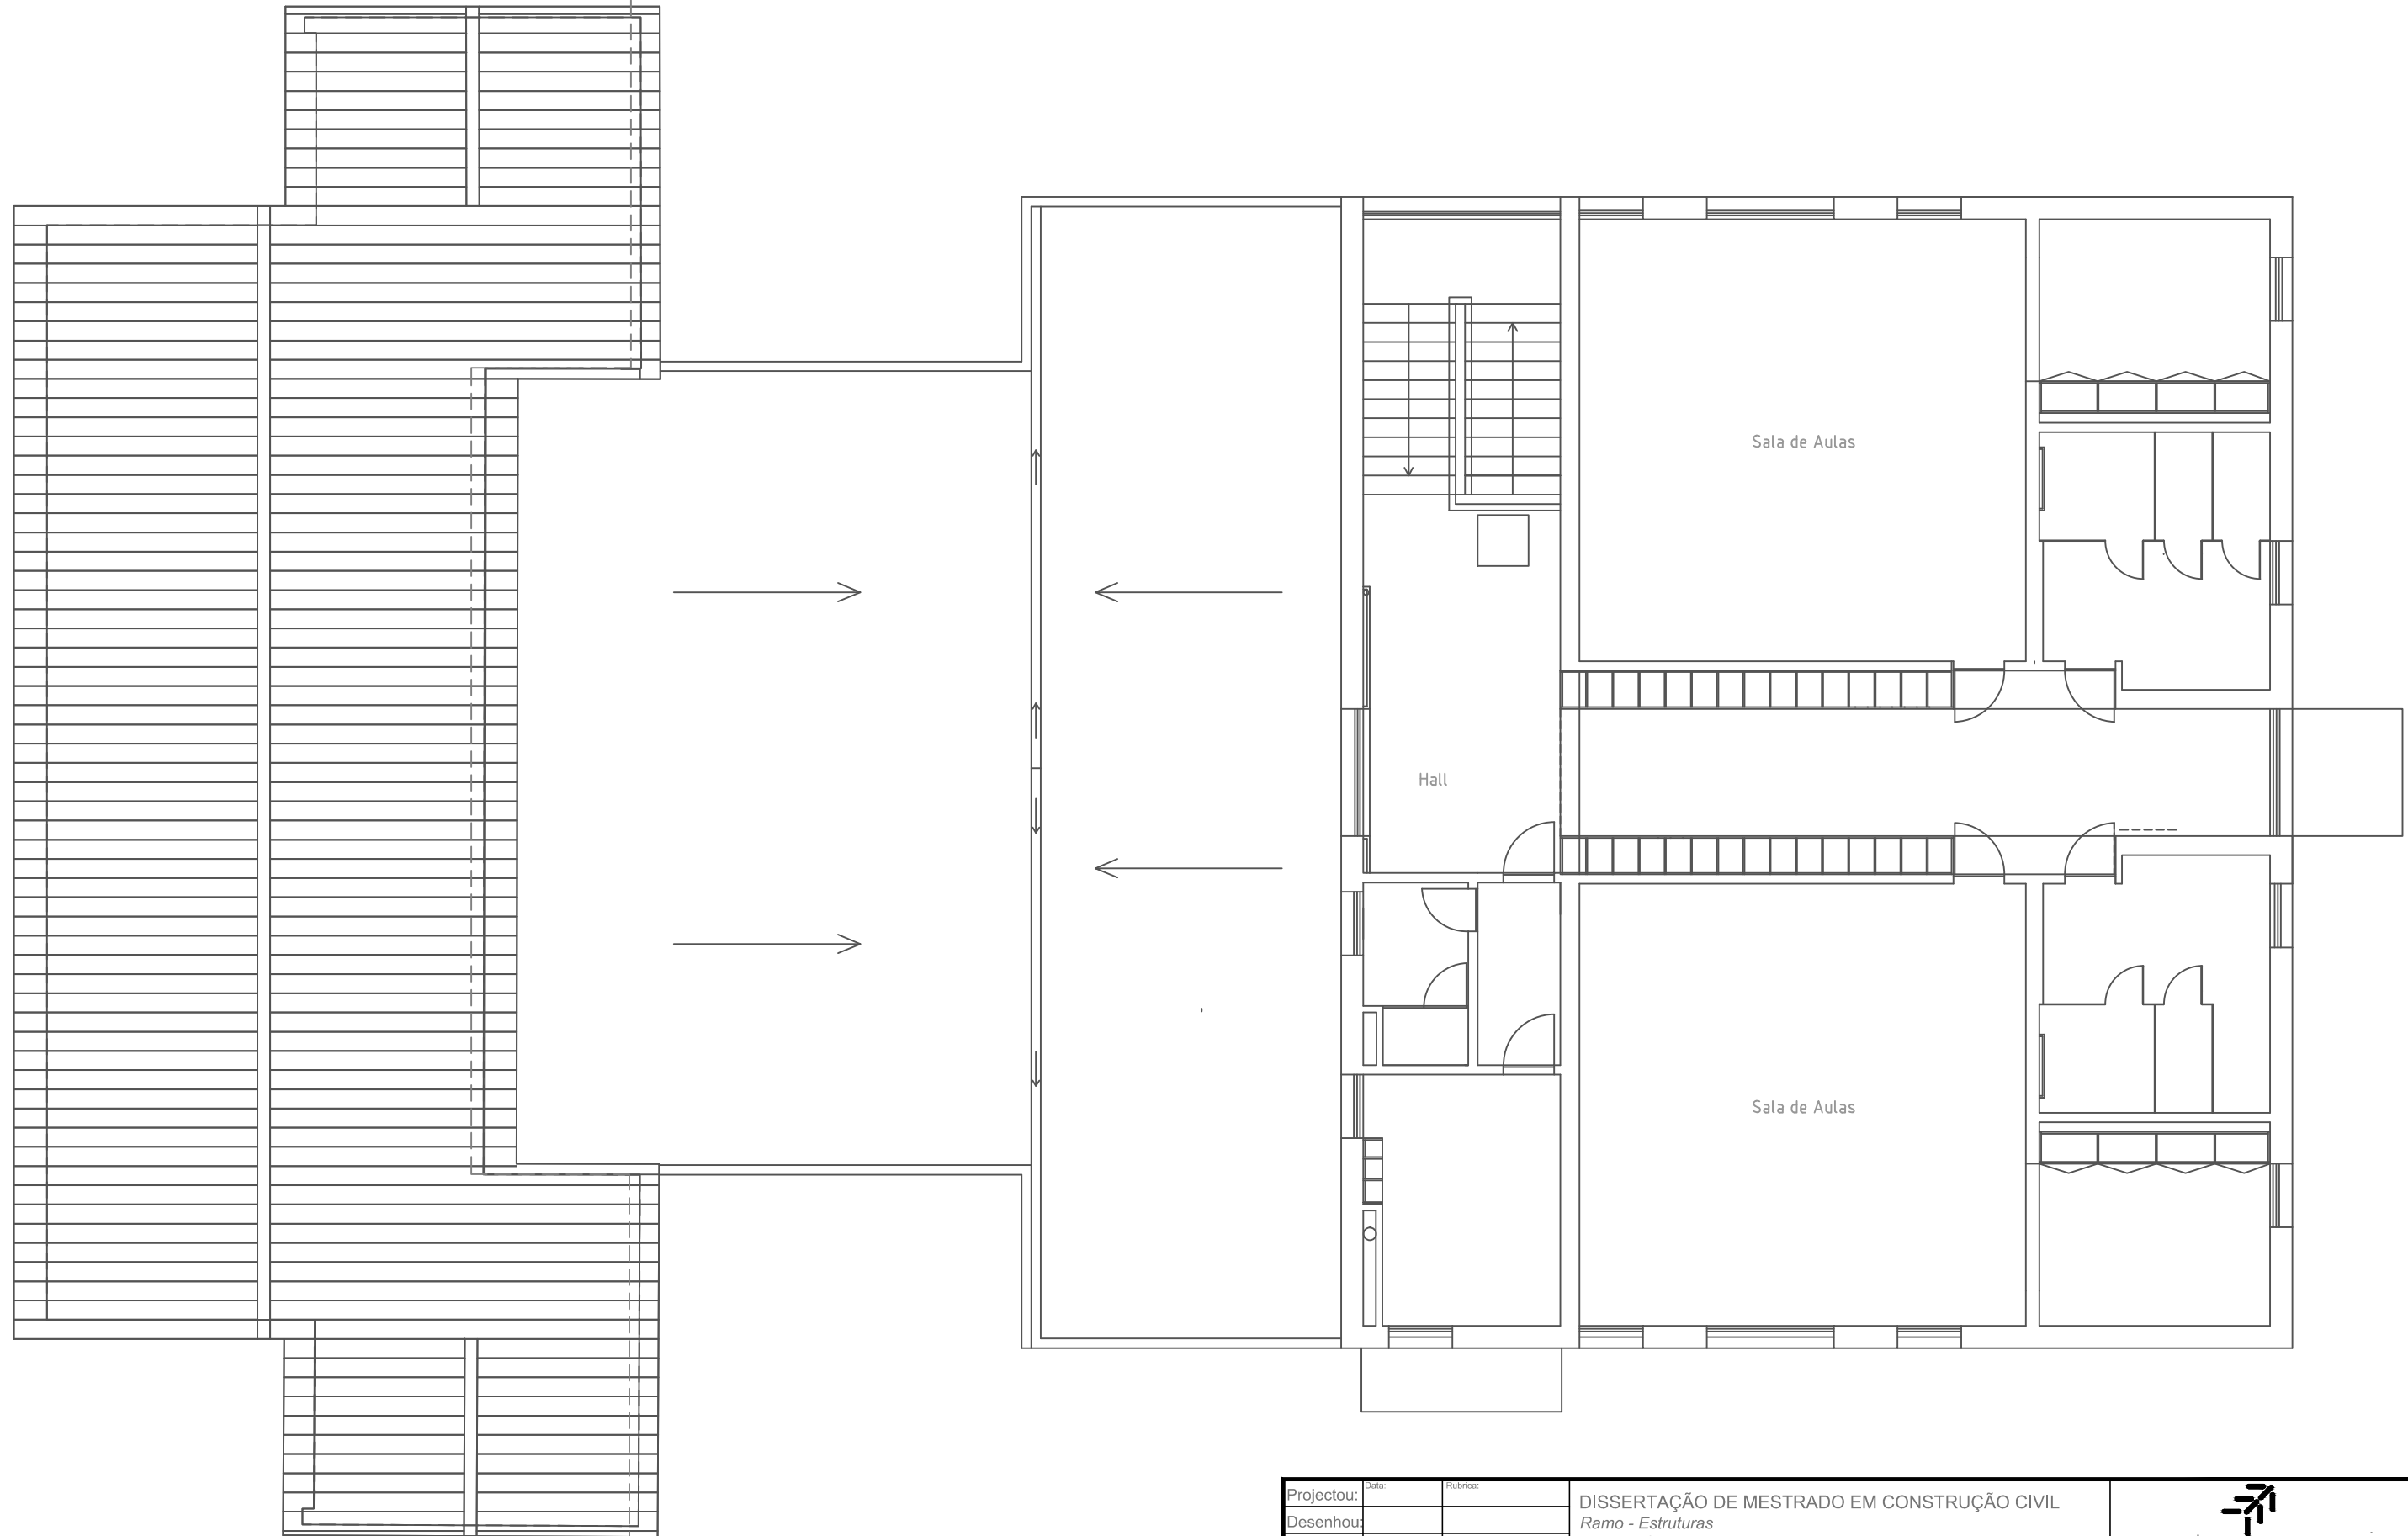 Sala de Aulas
Hall
Sala de Aulas
Projectou:
Data:
Rubrica:
DISSERTAÇÃO DE MESTRADO EM CONSTRUÇÃO CIVIL
Desenhou:
Ramo - Estruturas